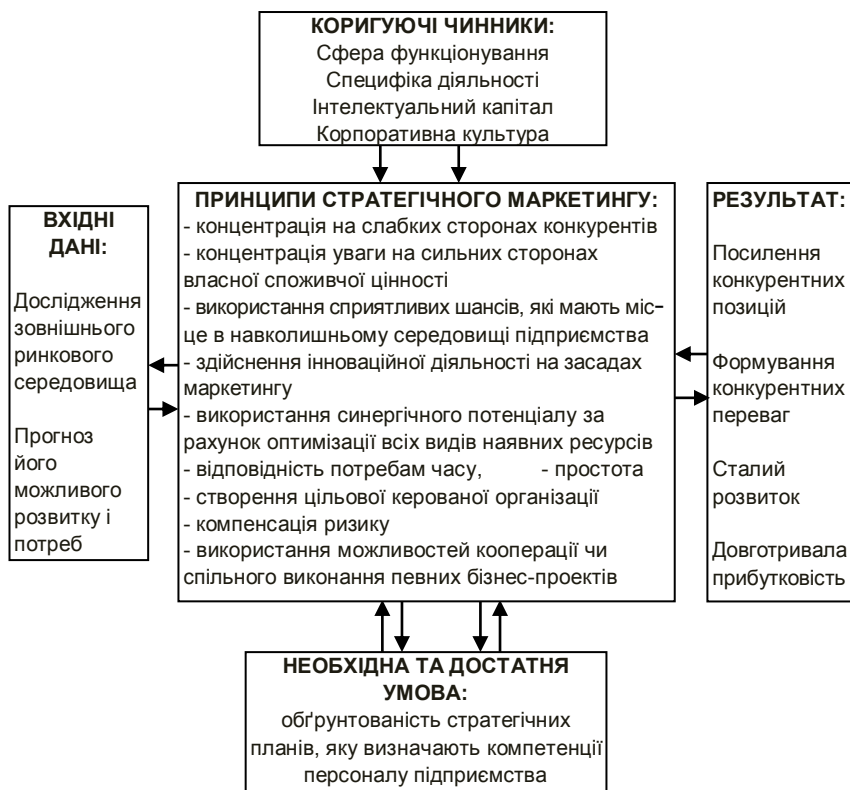 КОРИГУЮЧІ ЧИННИКИ:
Сфера функціонування
Специфіка діяльності
Інтелектуальний капітал
Корпоративна культура
ВХІДНІ
ДАНІ:
Дослідження
зовнішнього
ринкового
середовища
Прогноз
його
можливого
розвитку і
потреб
ПРИНЦИПИ СТРАТЕГІЧНОГО МАРКЕТИНГУ:
- концентрація на слабких сторонах конкурентів
- концентрація уваги на сильних сторонах
власної споживчої цінності
- використання сприятливих шансів, які мають міс-
це в навколишньому середовищі підприємства
- здійснення інноваційної діяльності на засадах
маркетингу
- використання синергічного потенціалу за
рахунок оптимізації всіх видів наявних ресурсів
- відповідність потребам часу, - простота
- створення цільової керованої організації
- компенсація ризику
- використання можливостей кооперації чи
спільного виконання певних бізнес-проектів
РЕЗУЛЬТАТ:
Посилення
конкурентних
позицій
Формування
конкурентних
переваг
Сталий
розвиток
Довготривала
прибутковість
НЕОБХІДНА ТА ДОСТАТНЯ
УМОВА:
обґрунтованість стратегічних
планів, яку визначають компетенції
персоналу підприємства